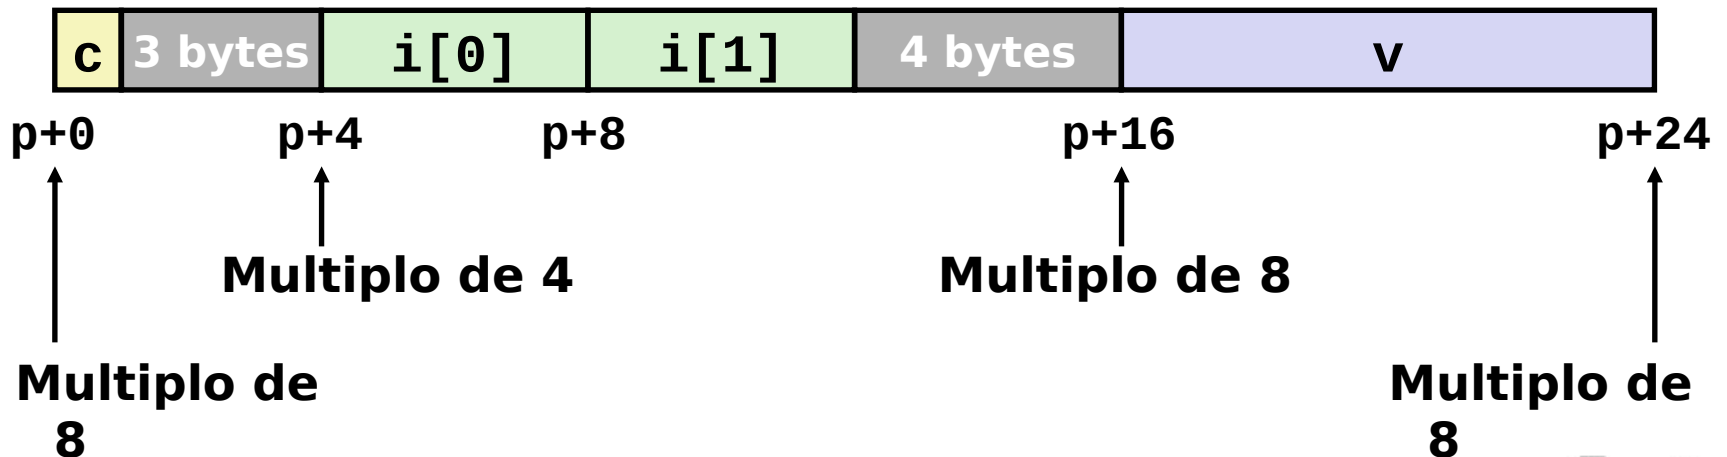 c 3 bytes i[0] i[1] 4 bytes v
p+0 p+4 p+8 p+16 p+24
Multiplo de 4 Multiplo de 8
Multiplo de Multiplo de
8 8